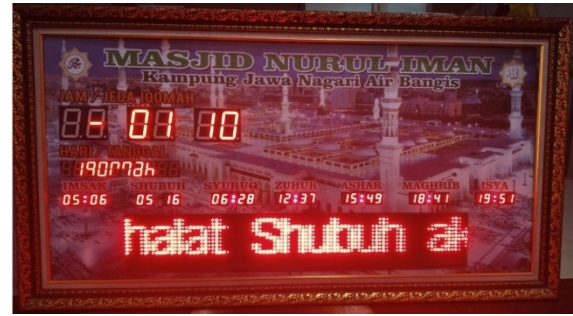 MASJID NURUL IMAN
Kampung Jawa Nagari Air Bangis
JAM / JEDA IQOMAH
- 01 10
HARI / TANGGAL
19０mah
IMSAK SHUBUH SYURUQ ZUHUR ASHAR MAGHRIB ISYA
05:06 05 16 06:28 12:37 15:49 18:41 19:51
halat Shubuh ak